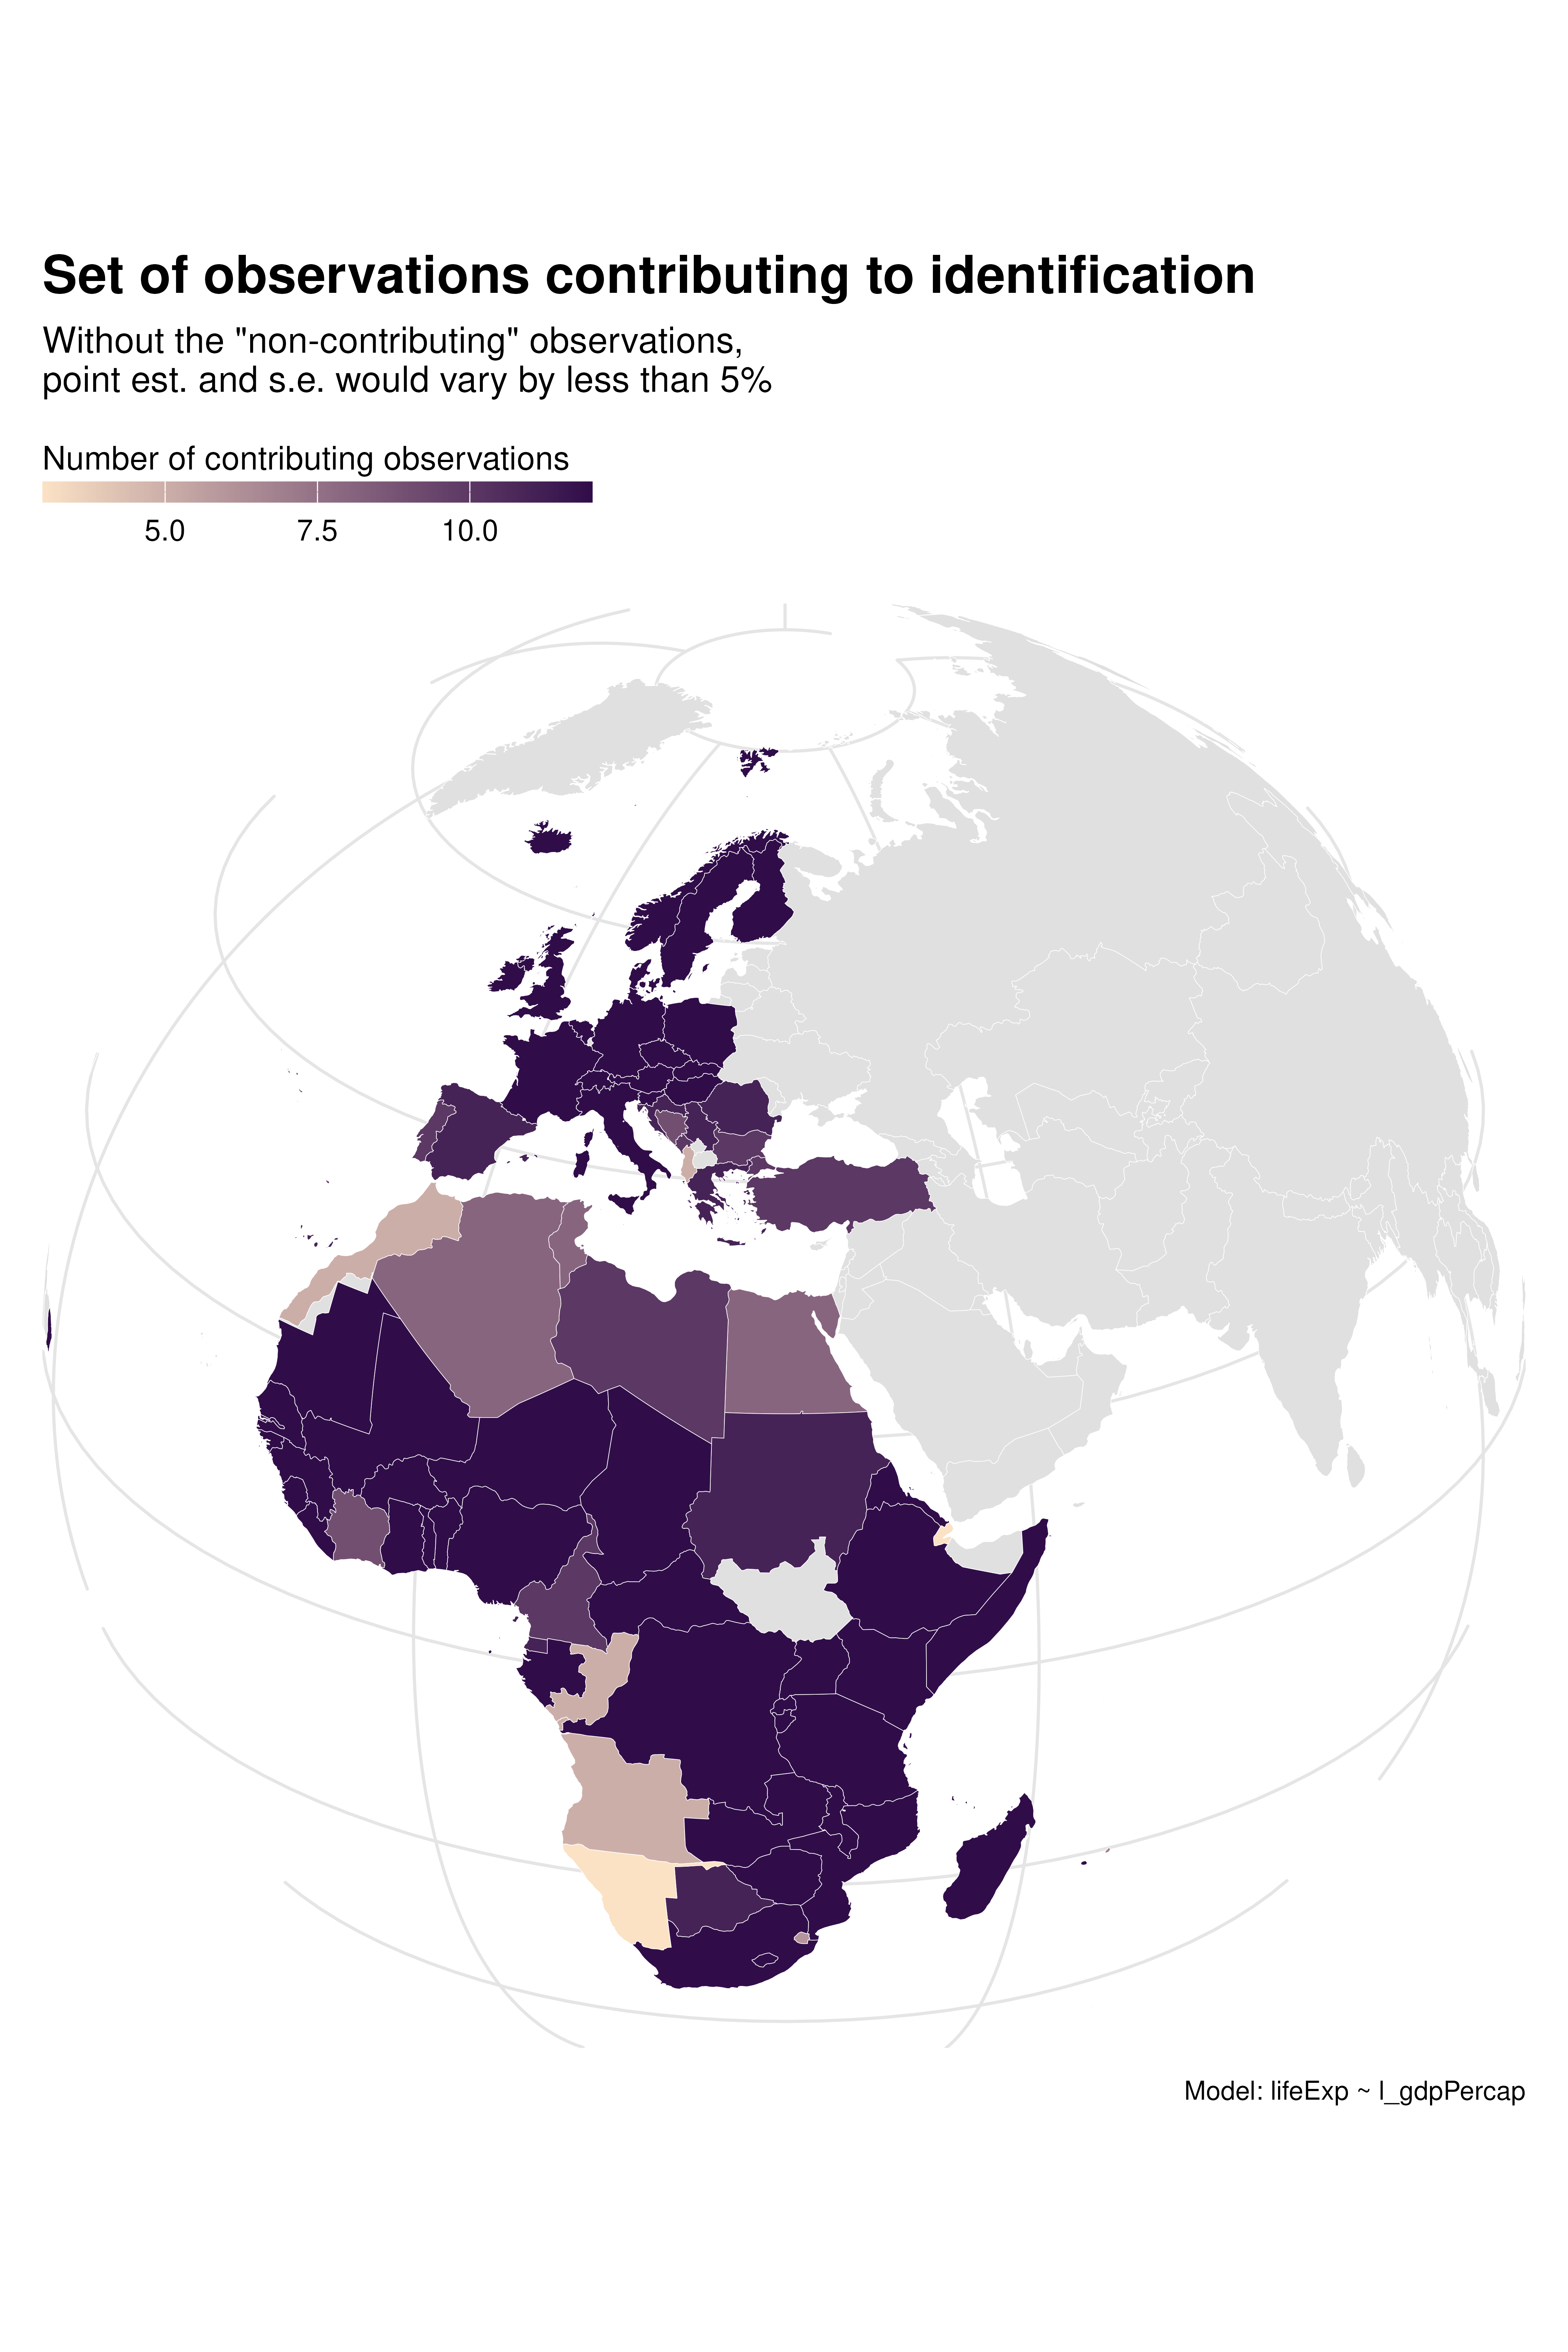 Set of observations contributing to identification
Without the "non-contributing" observations,
point est. and s.e. would vary by less than 5%
Number of contributing observations
5.0 7.5 10.0
Model: lifeExp ~ l_gdpPercap